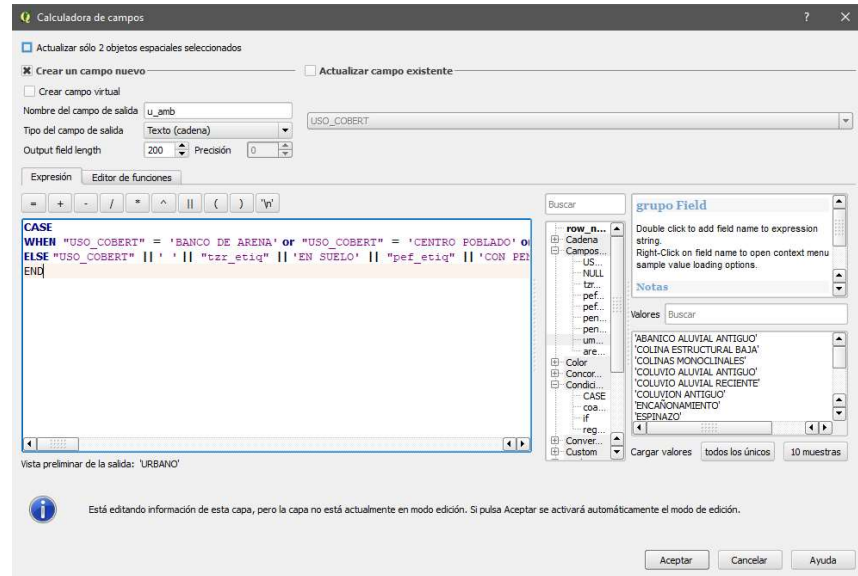 Calculadora de campos
Actualizar sólo 2 objetos espaciales seleccionados
Crear un campo nuevo
Actualizar campo existente
Crear campo virtual
Nombre del campo de salida u_amb
USO_COBERT
Tipo del campo de salida Texto (cadena)
Output field length 200 Precisión 0
Expresión Editor de funciones
= + - / * ^ || ( ) '\n'
CASE
WHEN "USO_COBERT" = 'BANCO DE ARENA' or "USO_COBERT" = 'CENTRO POBLADO' o
ELSE "USO_COBERT" || ' ' || "tzr_etiq" || 'EN SUELO' || "pef_etiq" || 'CON PEN
END
Vista preliminar de la salida: 'URBANO'
Buscar
row_n...
Cadena
Campos...
US...
NULL
tzr...
pef...
pef...
pen...
pen...
um...
are...
Color
Concor...
Condici...
CASE
coa...
if
reg...
Conver...
Custom
grupo Field
Double click to add field name to expression
string.
Right-Click on field name to open context menu
sample value loading options.
Notas
Valores Buscar
'ABANICO ALUVIAL ANTIGUO'
'COLINA ESTRUCTURAL BAJA'
'COLINAS MONOCLINALES'
'COLUVIO ALUVIAL ANTIGUO'
'COLUVIO ALUVIAL RECIENTE'
'COLUVION ANTIGUO'
'ENCAÑONAMIENTO'
'ESPINAZO'
Cargar valores todos los únicos 10 muestras
Está editando información de esta capa, pero la capa no está actualmente en modo edición. Si pulsa Aceptar se activará automáticamente el modo de edición.
Aceptar Cancelar Ayuda